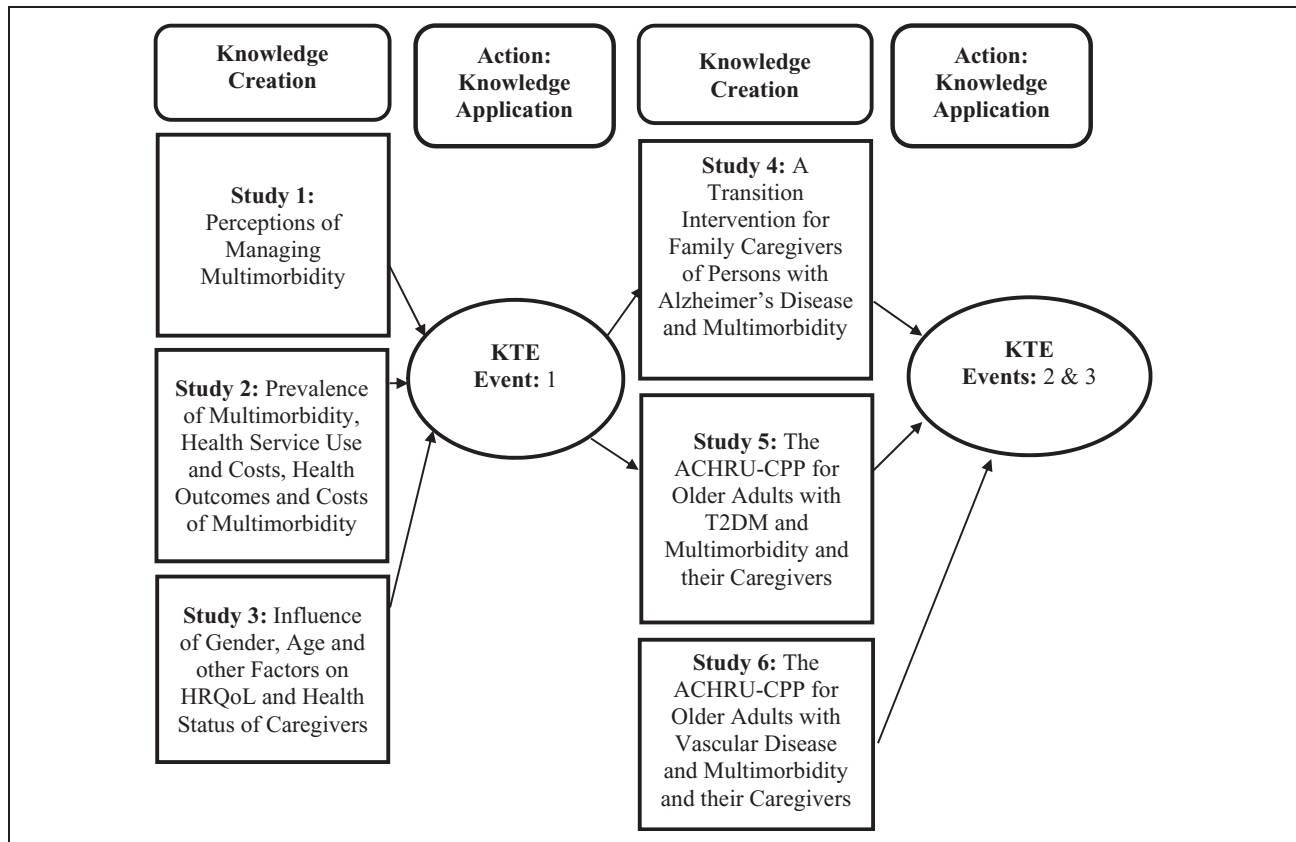 Knowledge
Creation
Action:
Knowledge
Application
Knowledge
Creation
Action:
Knowledge
Application
Study 1:
Perceptions of
Managing
Multimorbidity
Study 2: Prevalence
of Multimorbidity,
Health Service Use
and Costs, Health
Outcomes and Costs
of Multimorbidity
Study 3: Influence
of Gender, Age and
other Factors on
HRQoL and Health
Status of Caregivers
KTE
Event: 1
Study 4: A
Transition
Intervention for
Family Caregivers
of Persons with
Alzheimer's Disease
and Multimorbidity
Study 5: The
ACHRU-CPP for
Older Adults with
T2DM and
Multimorbidity and
their Caregivers
Study 6: The
ACHRU-CPP for
Older Adults with
Vascular Disease
and Multimorbidity
and their Caregivers
KTE
Events: 2 & 3